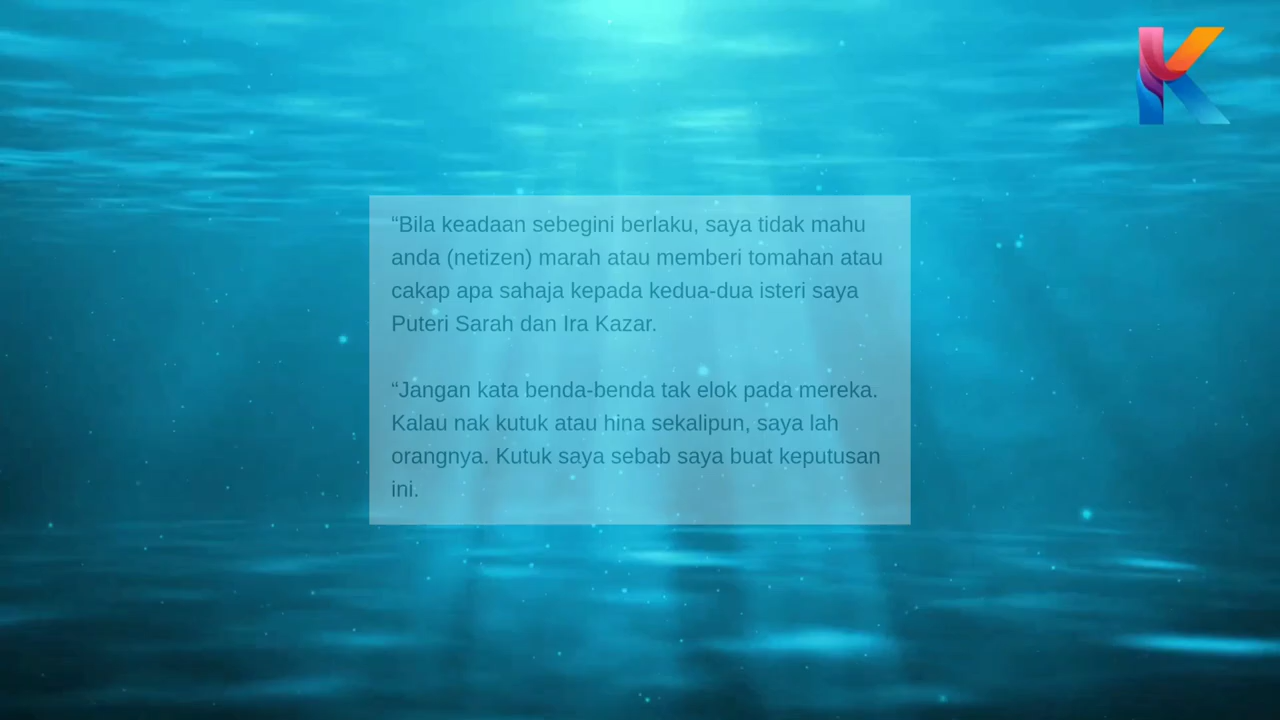 “Bila keadaan sebegini berlaku, saya tidak mahu
anda (netizen) marah atau memberi tomahan atau
cakap apa sahaja kepada kedua-dua isteri saya
Puteri Sarah dan Ira Kazar.
“Jangan kata benda-benda tak elok pada mereka.
Kalau nak kutuk atau hina sekalipun, saya lah
orangnya. Kutuk saya sebab saya buat keputusan
ini.
K